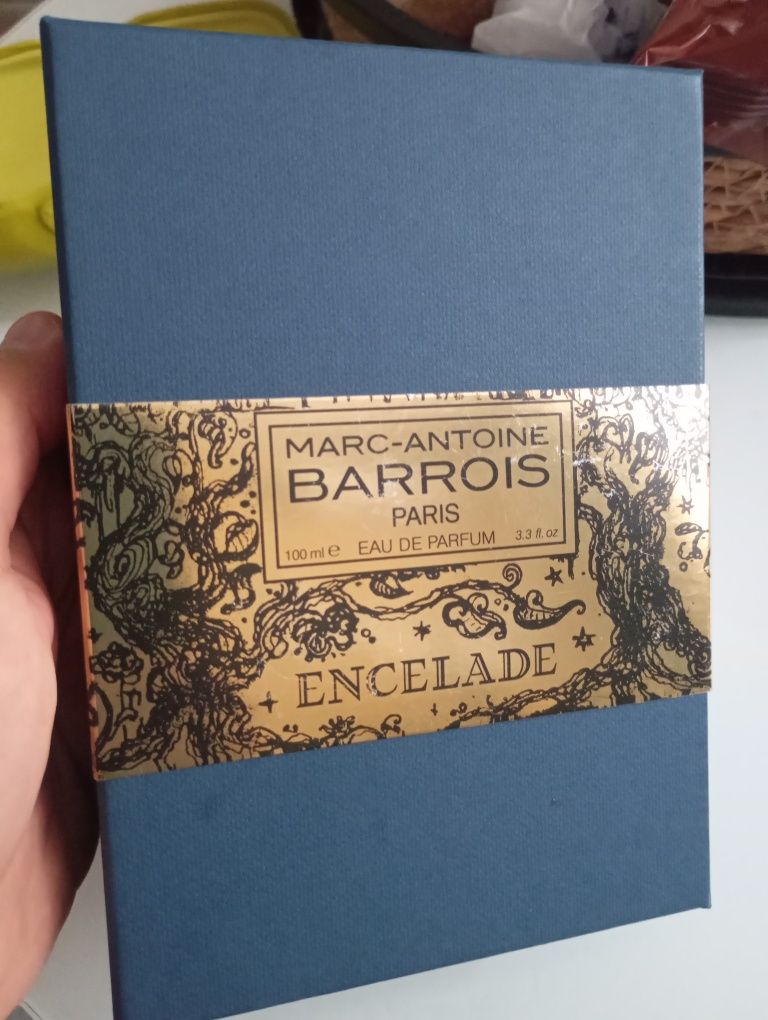 MARC-ANTOINE
BARROIS
PARIS
100 ml ℮ EAU DE PARFUM 3.3 fl. oz
ENCELADE